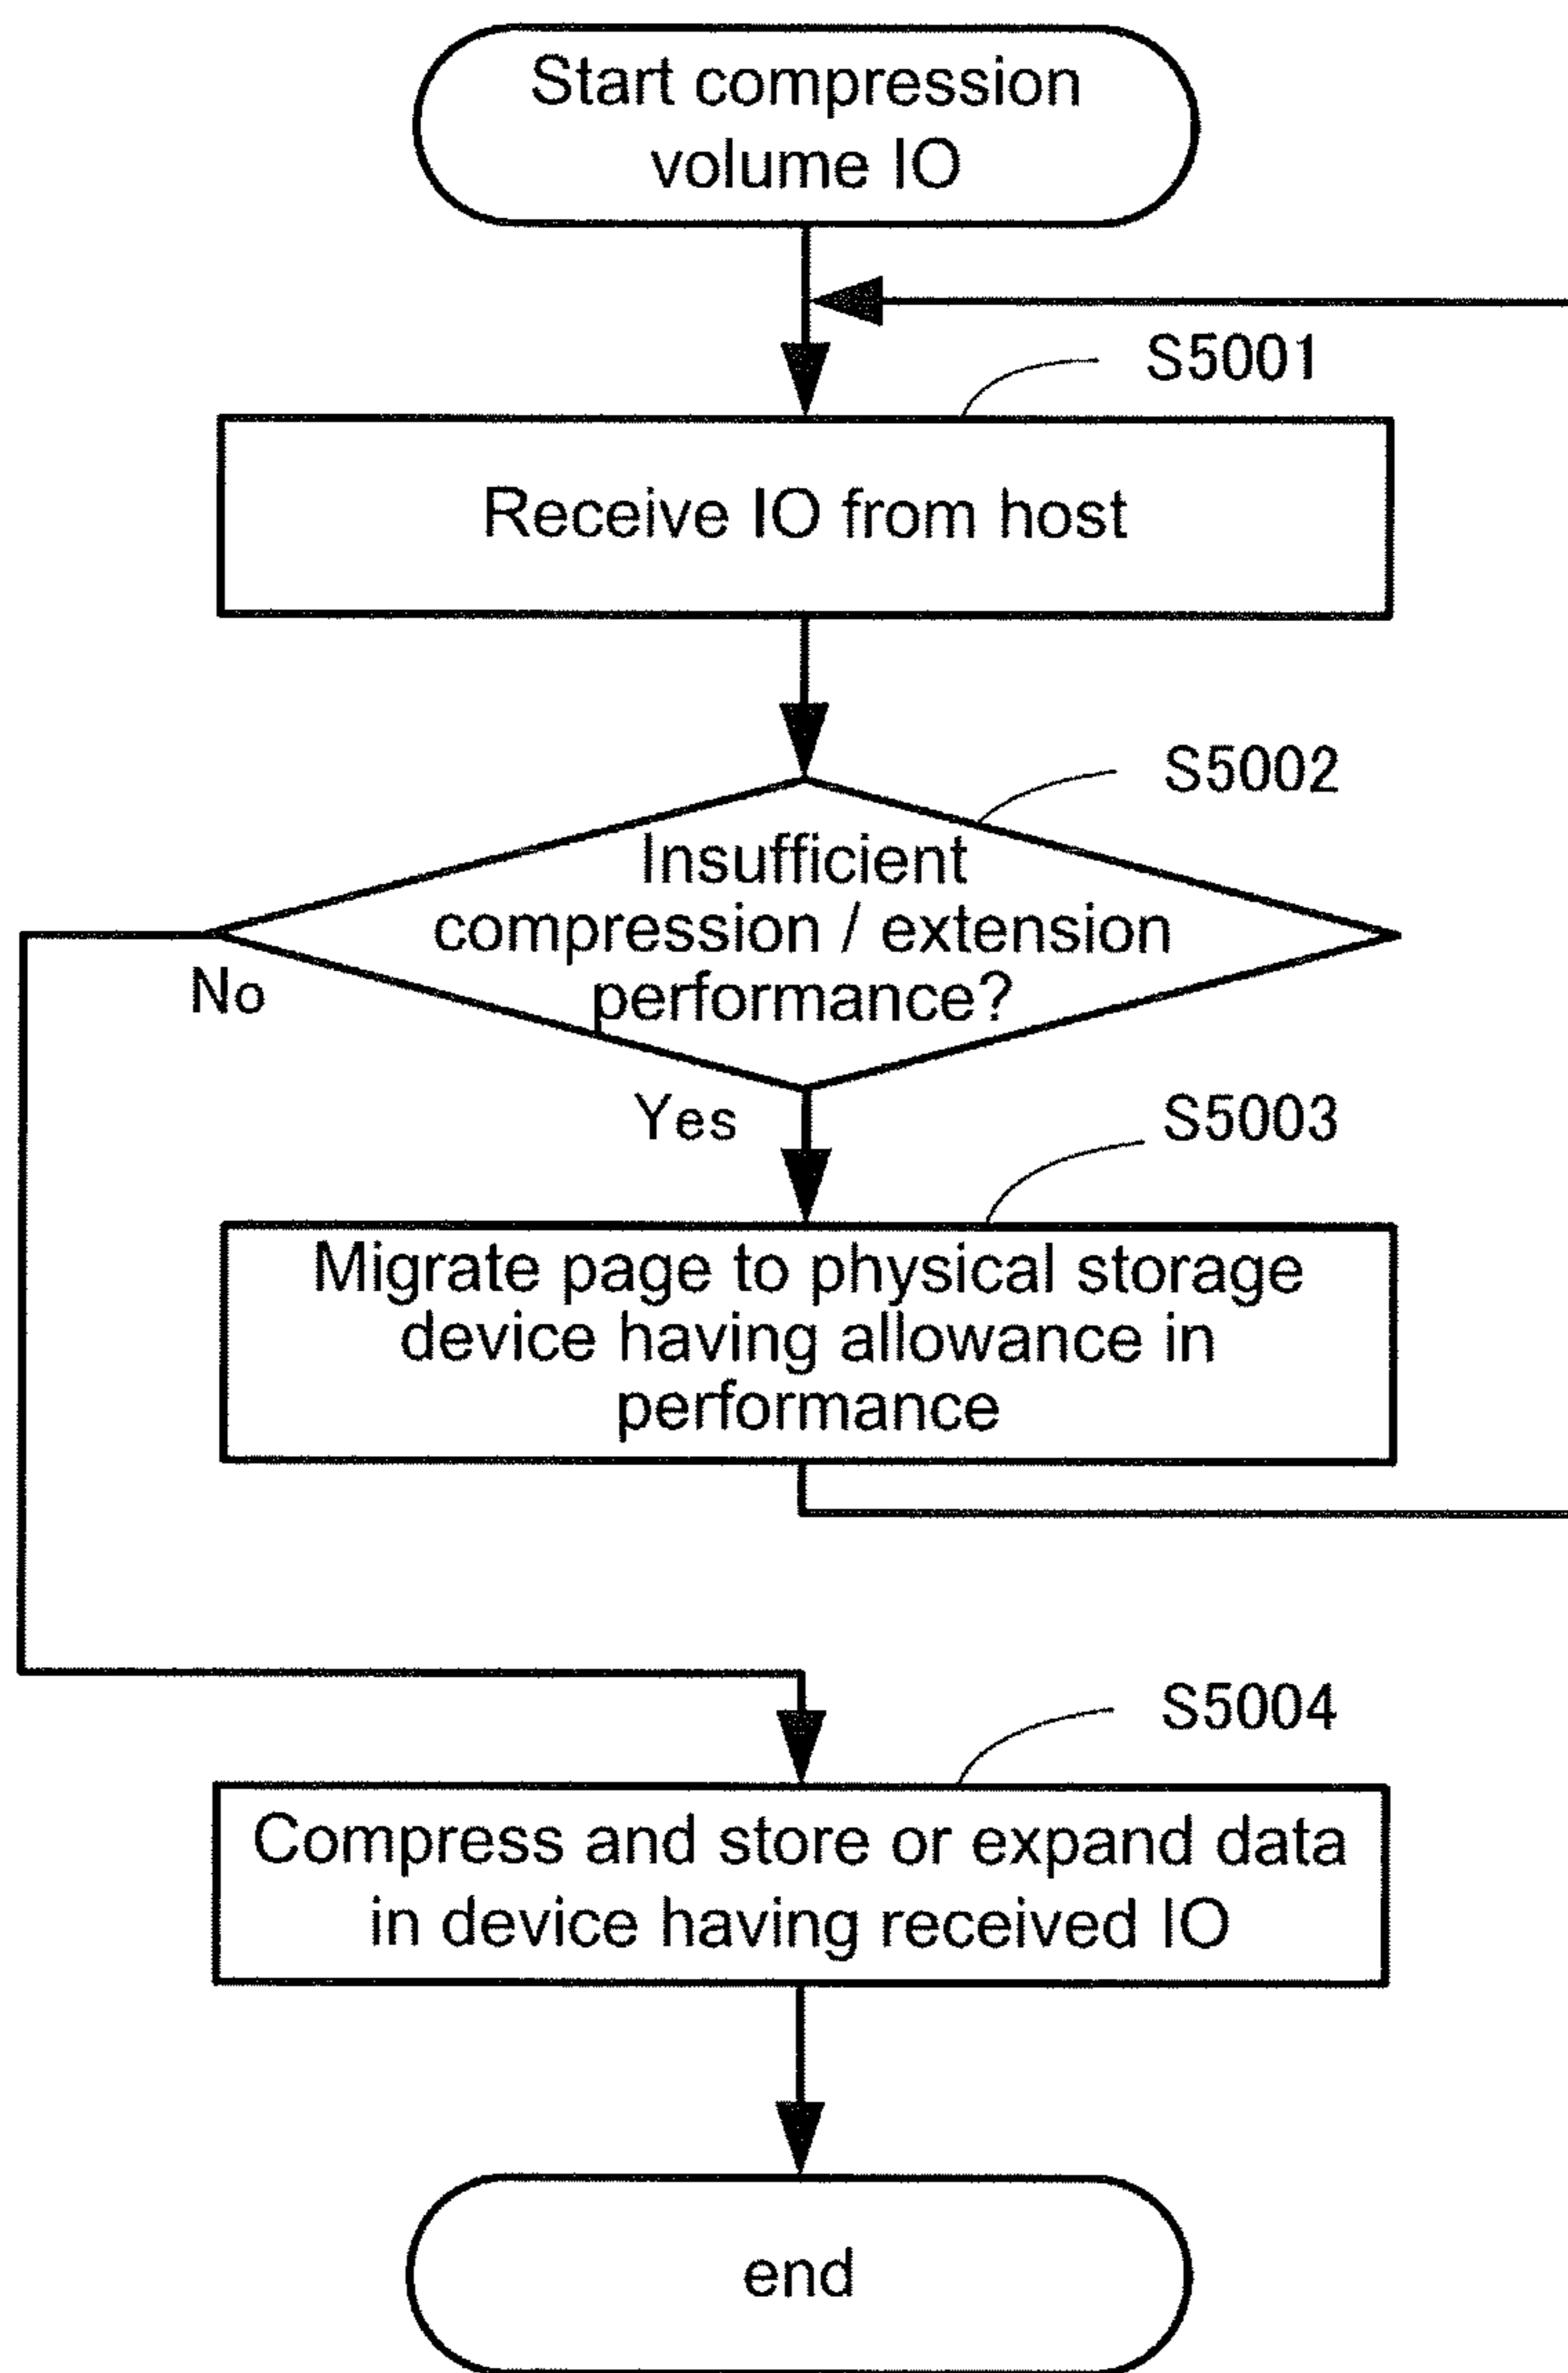 Start compression
volume IO
S5001
Receive IO from host
S5002
Insufficient
compression / extension
performance?
No
Yes
S5003
Migrate page to physical storage
device having allowance in
performance
S5004
Compress and store or expand data
in device having received IO
end